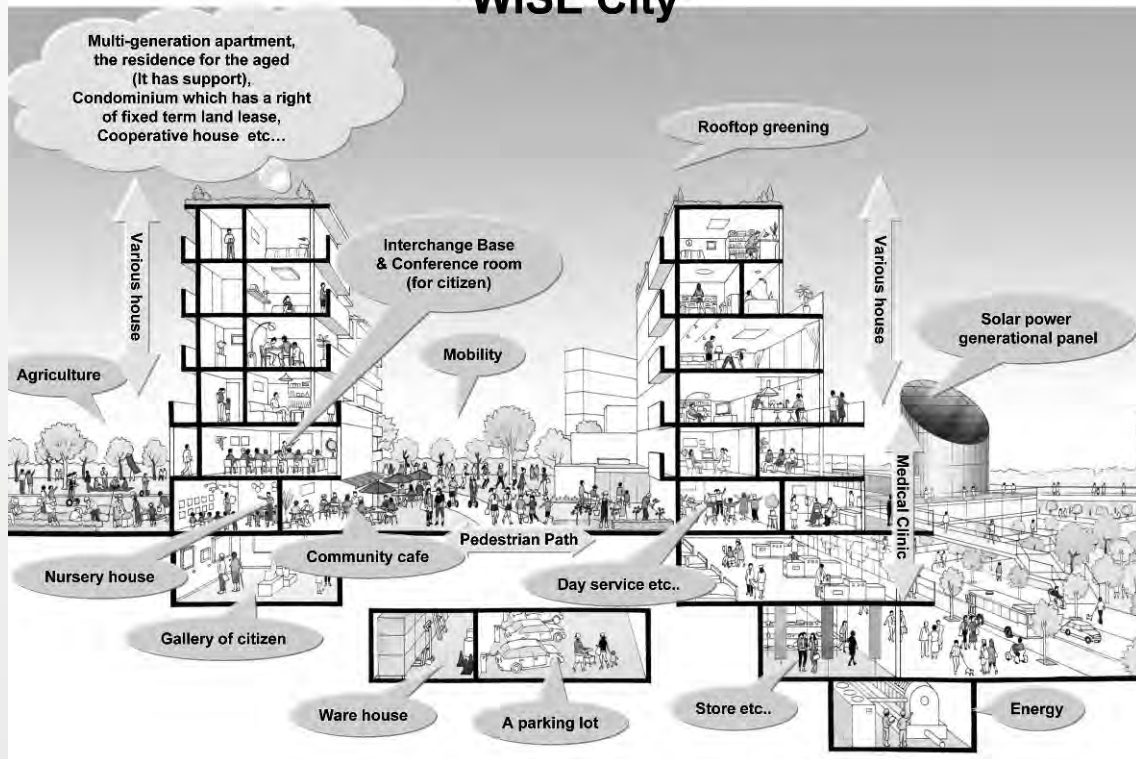 WISE City
Multi-generation apartment,
the residence for the aged
(It has support),
Condominium which has a right
of fixed term land lease,
Cooperative house etc…
Rooftop greening
Various house
Interchange Base
& Conference room
(for citizen)
Various house
Solar power
generational panel
Mobility
Agriculture
Medical Clinic
Pedestrian Path
Community cafe
Nursery house
Day service etc..
Gallery of citizen
Ware house
A parking lot
Store etc..
Energy